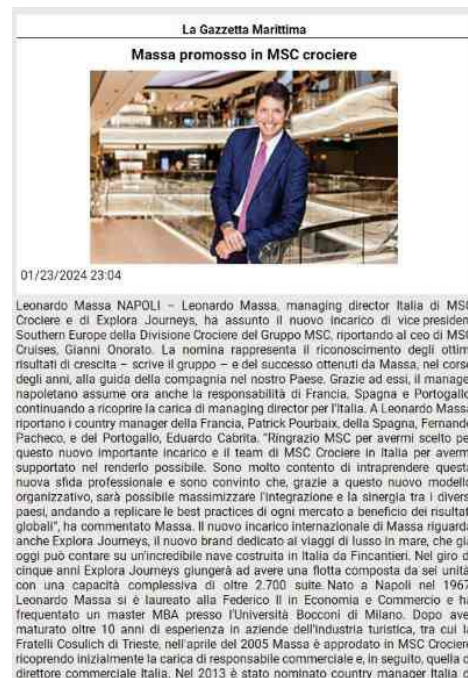 La Gazzetta Marittima
Massa promosso in MSC crociere
01/23/2024 23:04
Leonardo Massa NAPOLI – Leonardo Massa, managing director Italia di MSC
Crociere e di Explora Journeys, ha assunto il nuovo incarico di vice president
Southern Europe della Divisione Crociere del Gruppo MSC, riportando al ceo di MSC
Cruises, Gianni Onorato. La nomina rappresenta il riconoscimento degli ottimi
risultati di crescita – scrive il gruppo – e del successo ottenuti da Massa, nel corso
degli anni, alla guida della compagnia nel nostro Paese. Grazie ad essi, il manager
napoletano assume ora anche la responsabilità di Francia, Spagna e Portogallo,
continuando a ricoprire la carica di managing director per l'Italia. A Leonardo Massa
riportano i country manager della Francia, Patrick Pourbaix, della Spagna, Fernando
Pacheco, e del Portogallo, Eduardo Cabrita. "Ringrazio MSC per avermi scelto per
questo nuovo importante incarico e il team di MSC Crociere in Italia per avermi
supportato nel renderlo possibile. Sono molto contento di intraprendere questa
nuova sfida professionale e sono convinto che, grazie a questo nuovo modello
organizzativo, sarà possibile massimizzare l'integrazione e la sinergia tra i diversi
paesi, andando a replicare le best practices di ogni mercato a beneficio dei risultati
globali", ha commentato Massa. Il nuovo incarico internazionale di Massa riguarda
anche Explora Journeys, il nuovo brand dedicato ai viaggi di lusso in mare, che già
oggi può contare su un'incredibile nave costruita in Italia da Fincantieri. Nel giro di
cinque anni Explora Journeys giungerà ad avere una flotta composta da sei unità,
con una capacità complessiva di oltre 2.700 suite. Nato a Napoli nel 1967,
Leonardo Massa si è laureato alla Federico II in Economia e Commercio e ha
frequentato un master MBA presso l'Università Bocconi di Milano. Dopo aver
maturato oltre 10 anni di esperienza in aziende dell'industria turistica, tra cui la
Fratelli Cosulich di Trieste, nell'aprile del 2005 Massa è approdato in MSC Crociere
ricoprendo inizialmente la carica di responsabile commerciale e, in seguito, quella di
direttore commerciale Italia. Nel 2013 è stato nominato country manager Italia e